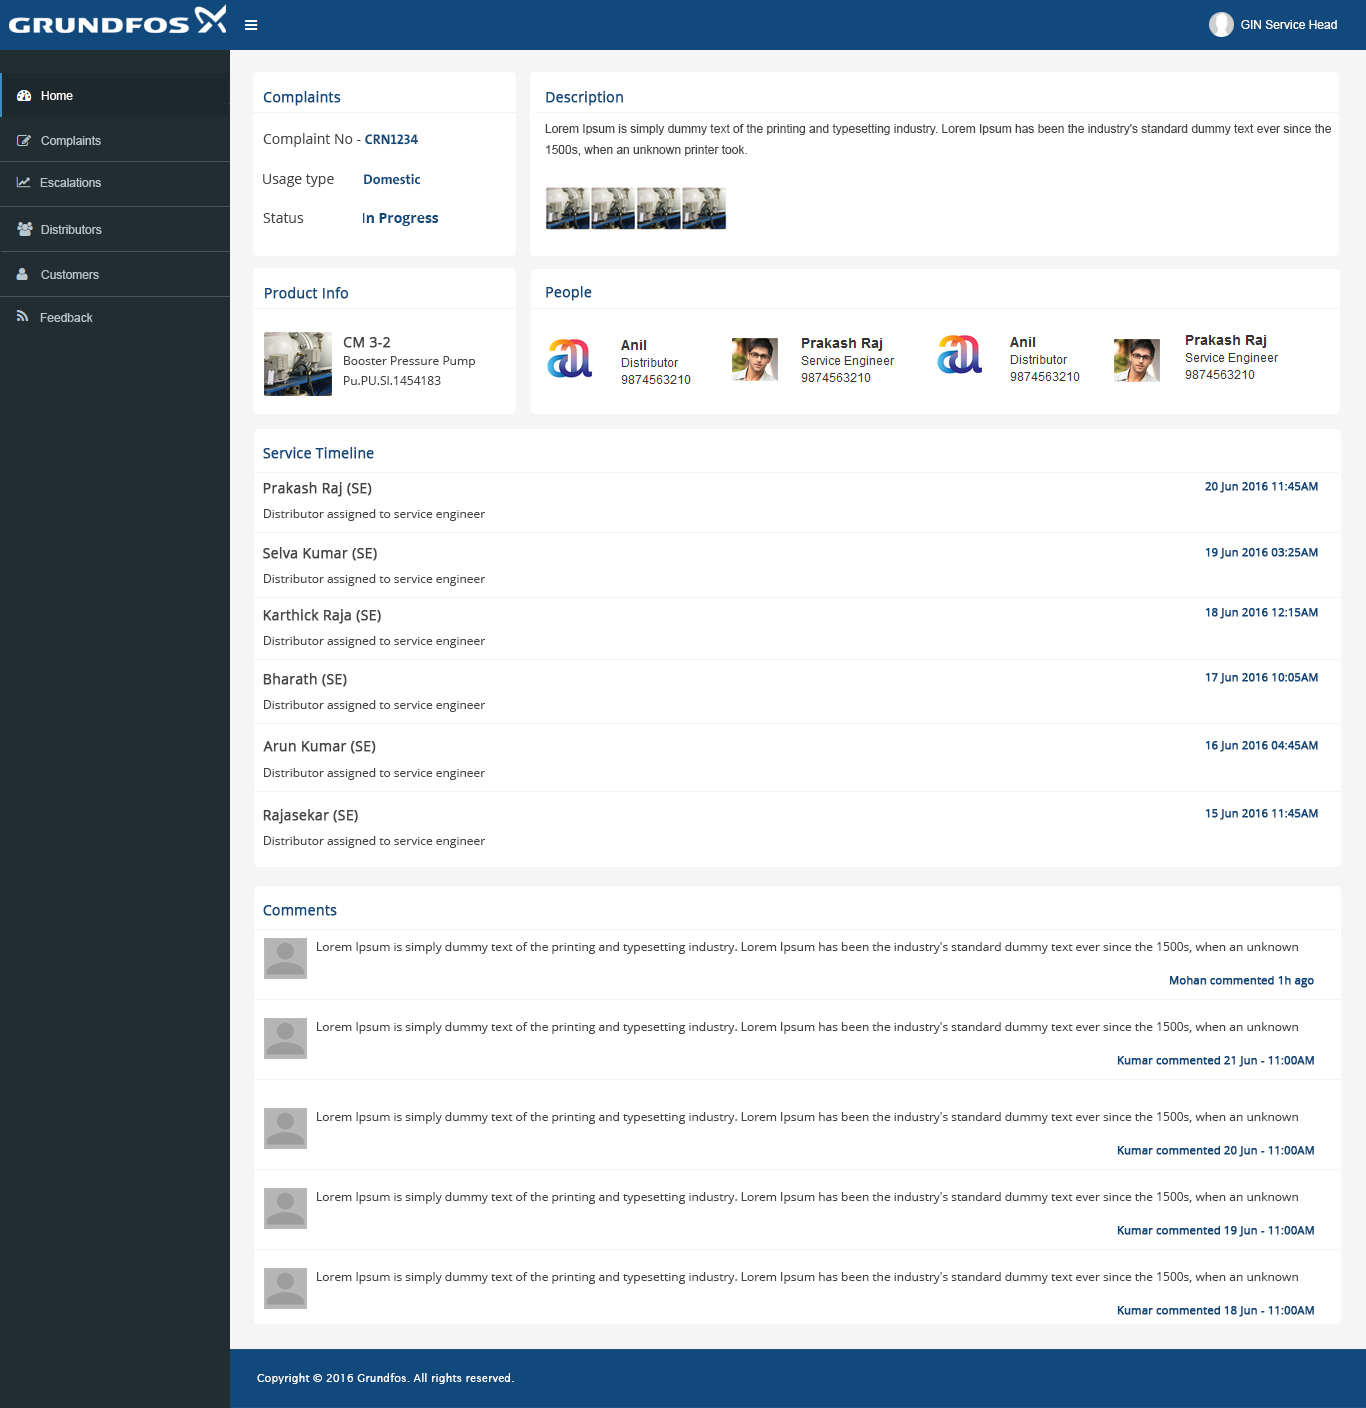 GRUNDFOS
GIN Service Head
Home
Complaints
Escalations
Distributors
Customers
Feedback
Complaints
Complaint No - CRN1234
Usage type Domestic
Status In Progress
Description
Lorem Ipsum is simply dummy text of the printing and typesetting industry. Lorem Ipsum has been the industry's standard dummy text ever since the
1500s, when an unknown printer took.
Product Info
CM 3-2
Booster Pressure Pump
Pu.PU.SI.1454183
People
Anil
Distributor
9874563210
Prakash Raj
Service Engineer
9874563210
Anil
Distributor
9874563210
Prakash Raj
Service Engineer
9874563210
Service Timeline
Prakash Raj (SE) 20 Jun 2016 11:45AM
Distributor assigned to service engineer
Selva Kumar (SE) 19 Jun 2016 03:25AM
Distributor assigned to service engineer
Karthick Raja (SE) 18 Jun 2016 12:15AM
Distributor assigned to service engineer
Bharath (SE) 17 Jun 2016 10:05AM
Distributor assigned to service engineer
Arun Kumar (SE) 16 Jun 2016 04:45AM
Distributor assigned to service engineer
Rajasekar (SE) 15 Jun 2016 11:45AM
Distributor assigned to service engineer
Comments
Lorem Ipsum is simply dummy text of the printing and typesetting industry. Lorem Ipsum has been the industry's standard dummy text ever since the 1500s, when an unknown
Mohan commented 1h ago
Lorem Ipsum is simply dummy text of the printing and typesetting industry. Lorem Ipsum has been the industry's standard dummy text ever since the 1500s, when an unknown
Kumar commented 21 Jun - 11:00AM
Lorem Ipsum is simply dummy text of the printing and typesetting industry. Lorem Ipsum has been the industry's standard dummy text ever since the 1500s, when an unknown
Kumar commented 20 Jun - 11:00AM
Lorem Ipsum is simply dummy text of the printing and typesetting industry. Lorem Ipsum has been the industry's standard dummy text ever since the 1500s, when an unknown
Kumar commented 19 Jun - 11:00AM
Lorem Ipsum is simply dummy text of the printing and typesetting industry. Lorem Ipsum has been the industry's standard dummy text ever since the 1500s, when an unknown
Kumar commented 18 Jun - 11:00AM
Copyright © 2016 Grundfos. All rights reserved.